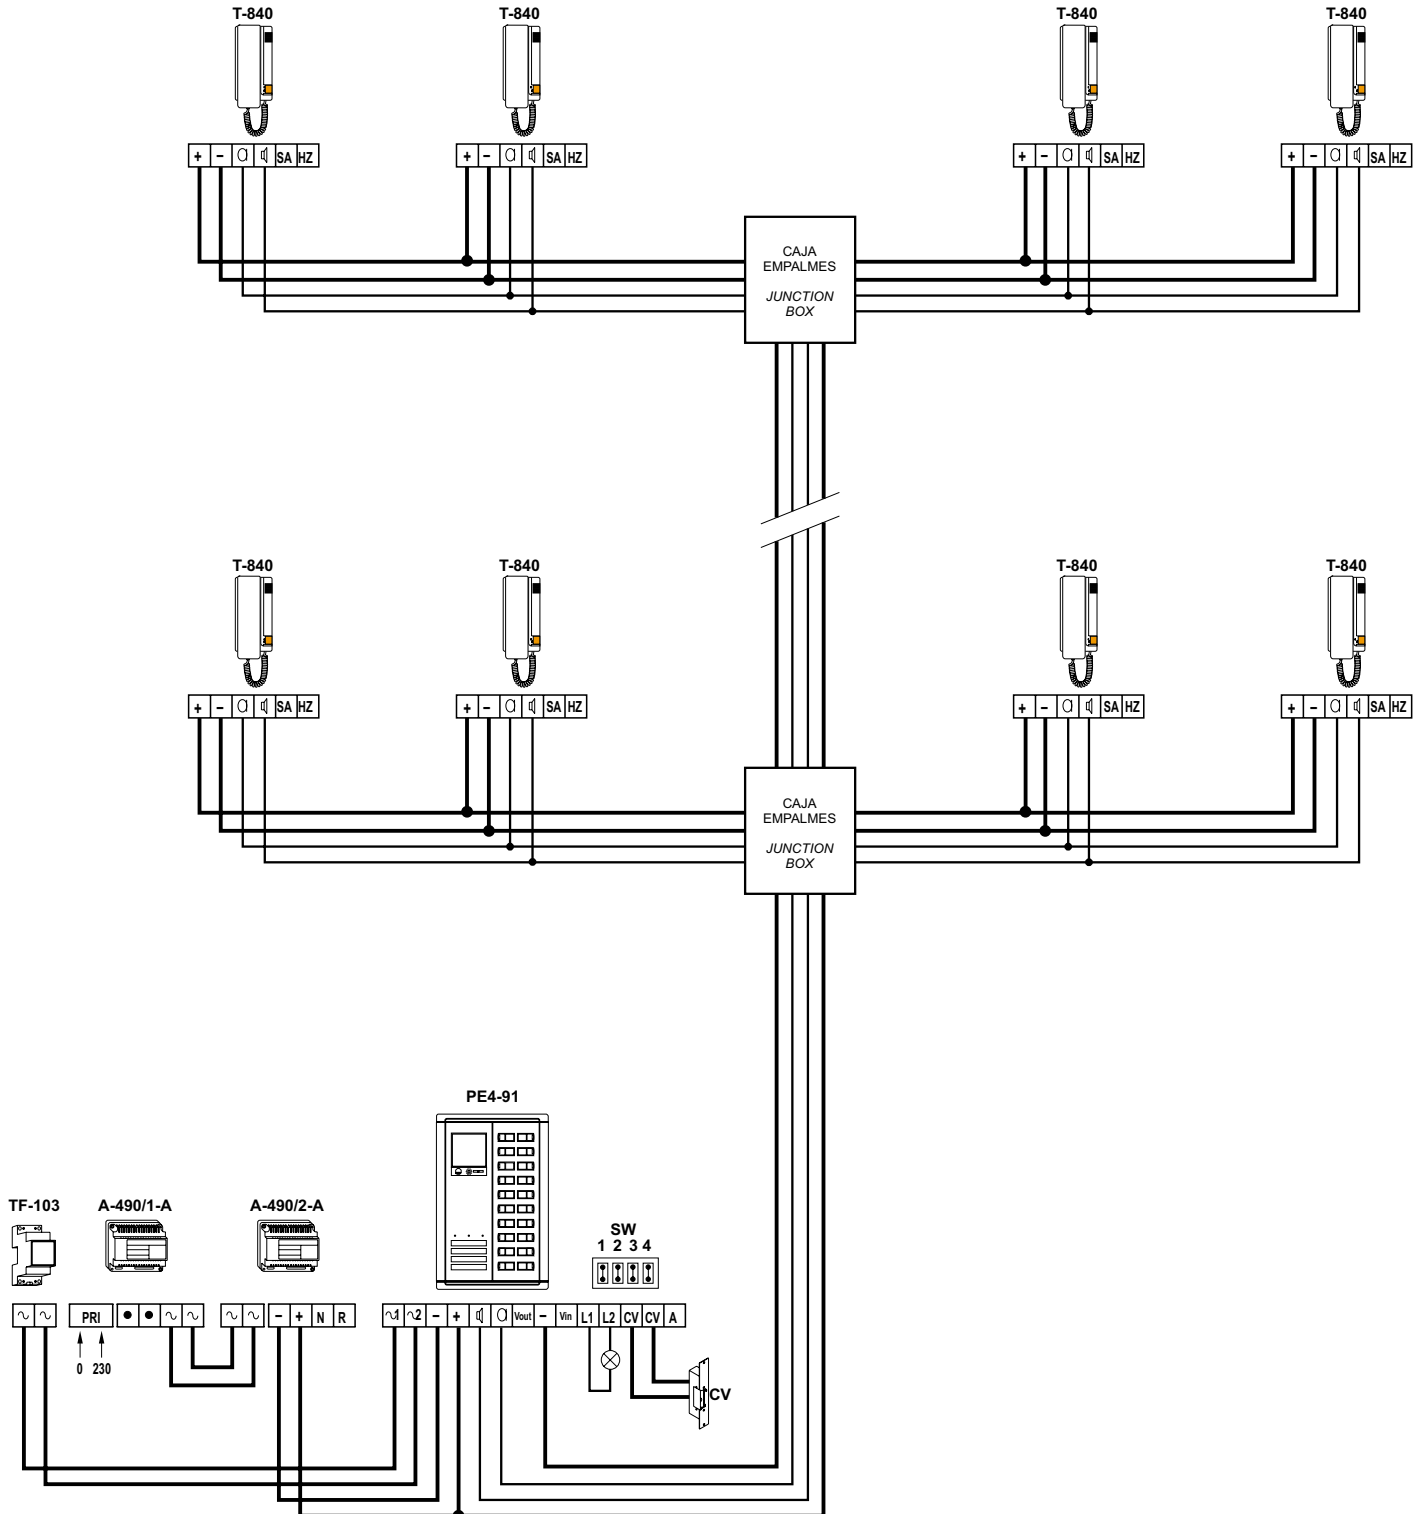 T-840 T-840 T-840 T-840
+ − SA HZ + − SA HZ + − SA HZ + − SA HZ
CAJA
EMPALMES
JUNCTION
BOX
T-840 T-840 T-840 T-840
+ − SA HZ + − SA HZ + − SA HZ + − SA HZ
CAJA
EMPALMES
JUNCTION
BOX
PE4-91
TF-103 A-490/1-A A-490/2-A
SW
1 2 3 4
~ ~ PRI ● ● ~ ~ ~ ~ − + N R ~1 ~2 − + Vout − Vin L1 L2 CV CV A
0 230
CV